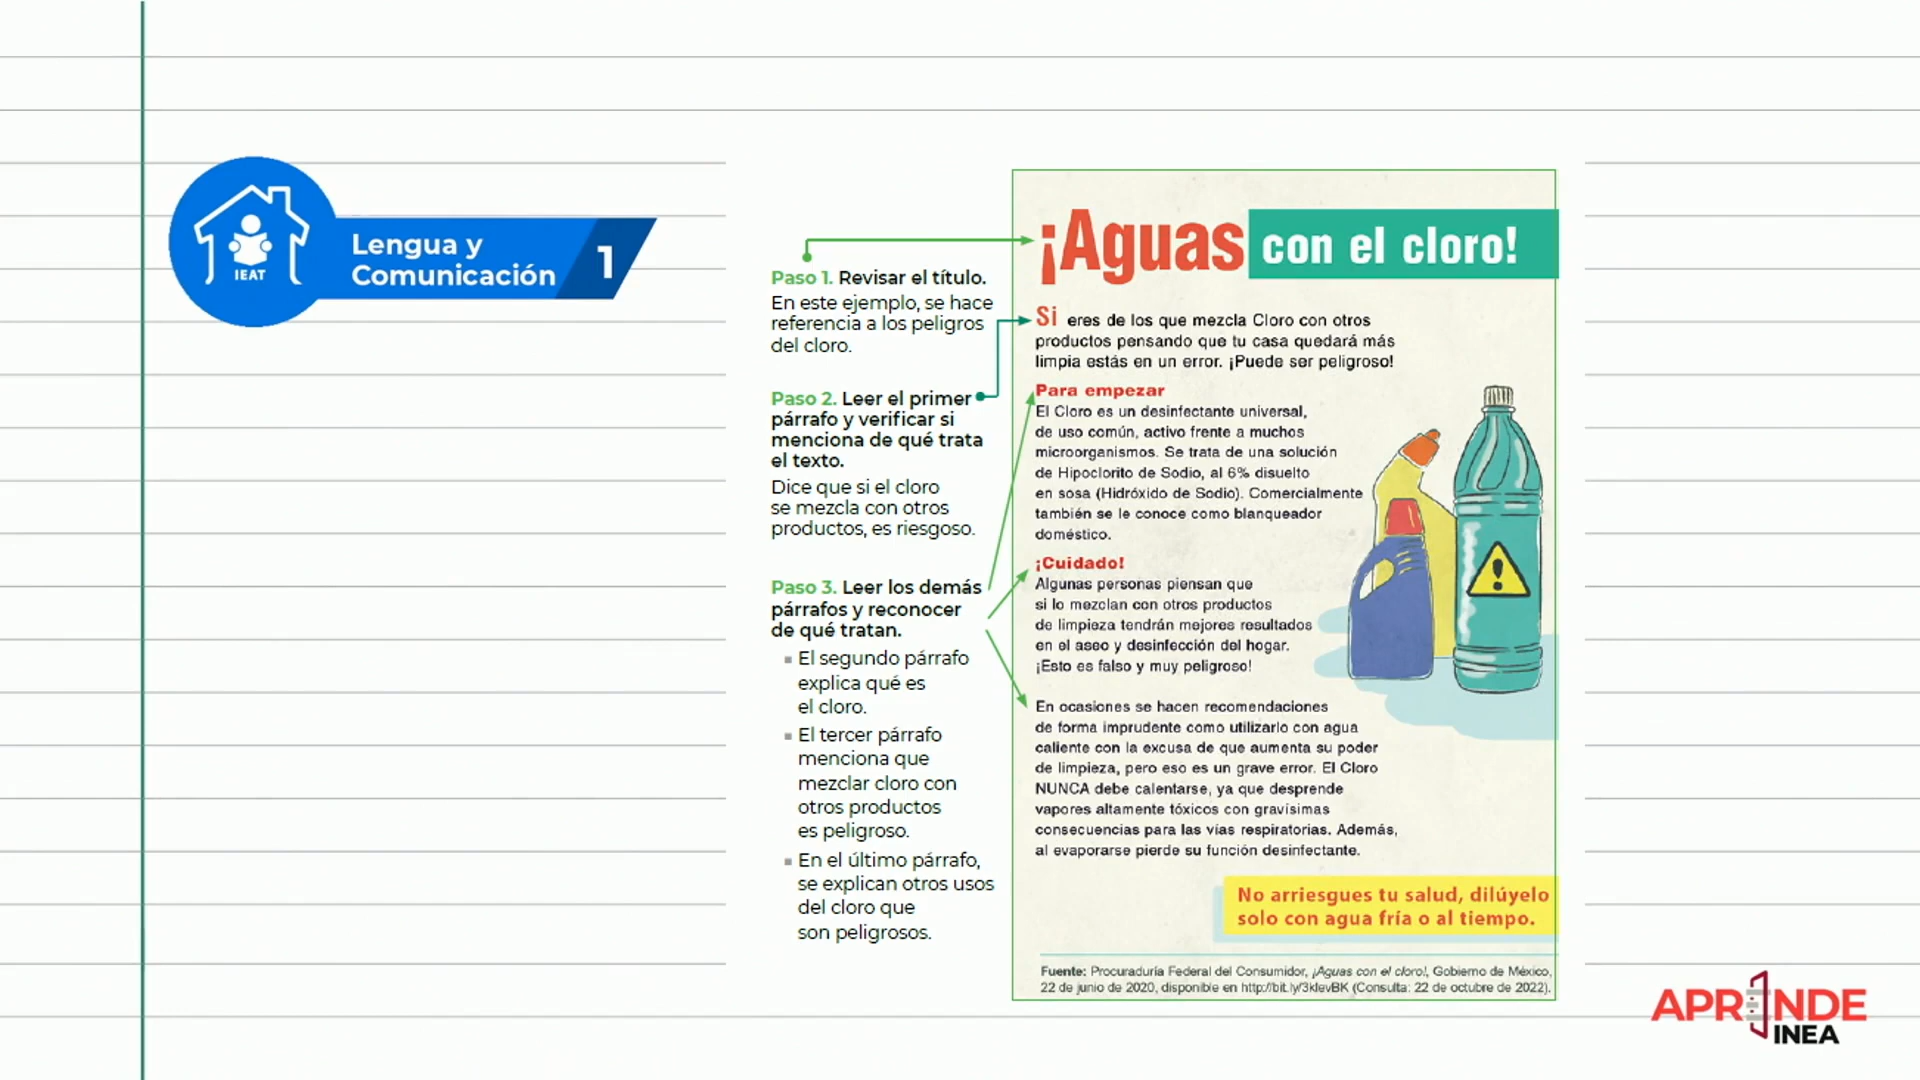 IEAT
Lengua y
Comunicación
1
Paso 1. Revisar el título.
En este ejemplo, se hace
referencia a los peligros
del cloro.
Paso 2. Leer el primer
párrafo y verificar si
menciona de qué trata
el texto.
Dice que si el cloro
se mezcla con otros
productos, es riesgoso.
Paso 3. Leer los demás
párrafos y reconocer
de qué tratan.
▪ El segundo párrafo
explica qué es
el cloro.
▪ El tercer párrafo
menciona que
mezclar cloro con
otros productos
es peligroso.
▪ En el último párrafo,
se explican otros usos
del cloro que
son peligrosos.
¡Aguas con el cloro!
Si eres de los que mezcla Cloro con otros
productos pensando que tu casa quedará más
limpia estás en un error. ¡Puede ser peligroso!
Para empezar
El Cloro es un desinfectante universal,
de uso común, activo frente a muchos
microorganismos. Se trata de una solución
de Hipoclorito de Sodio, al 6% disuelto
en sosa (Hidróxido de Sodio). Comercialmente
también se le conoce como blanqueador
doméstico.
¡Cuidado!
Algunas personas piensan que
si lo mezclan con otros productos
de limpieza tendrán mejores resultados
en el aseo y desinfección del hogar.
¡Esto es falso y muy peligroso!
En ocasiones se hacen recomendaciones
de forma imprudente como utilizarlo con agua
caliente con la excusa de que aumenta su poder
de limpieza, pero eso es un grave error. El Cloro
NUNCA debe calentarse, ya que desprende
vapores altamente tóxicos con gravísimas
consecuencias para las vías respiratorias. Además,
al evaporarse pierde su función desinfectante.
No arriesgues tu salud, dilúyelo
solo con agua fría o al tiempo.
Fuente: Procuraduría Federal del Consumidor, ¡Aguas con el cloro!, Gobierno de México,
22 de junio de 2020, disponible en http://bit.ly/3klevBK (Consulta: 22 de octubre de 2022).
APRENDE
INEA